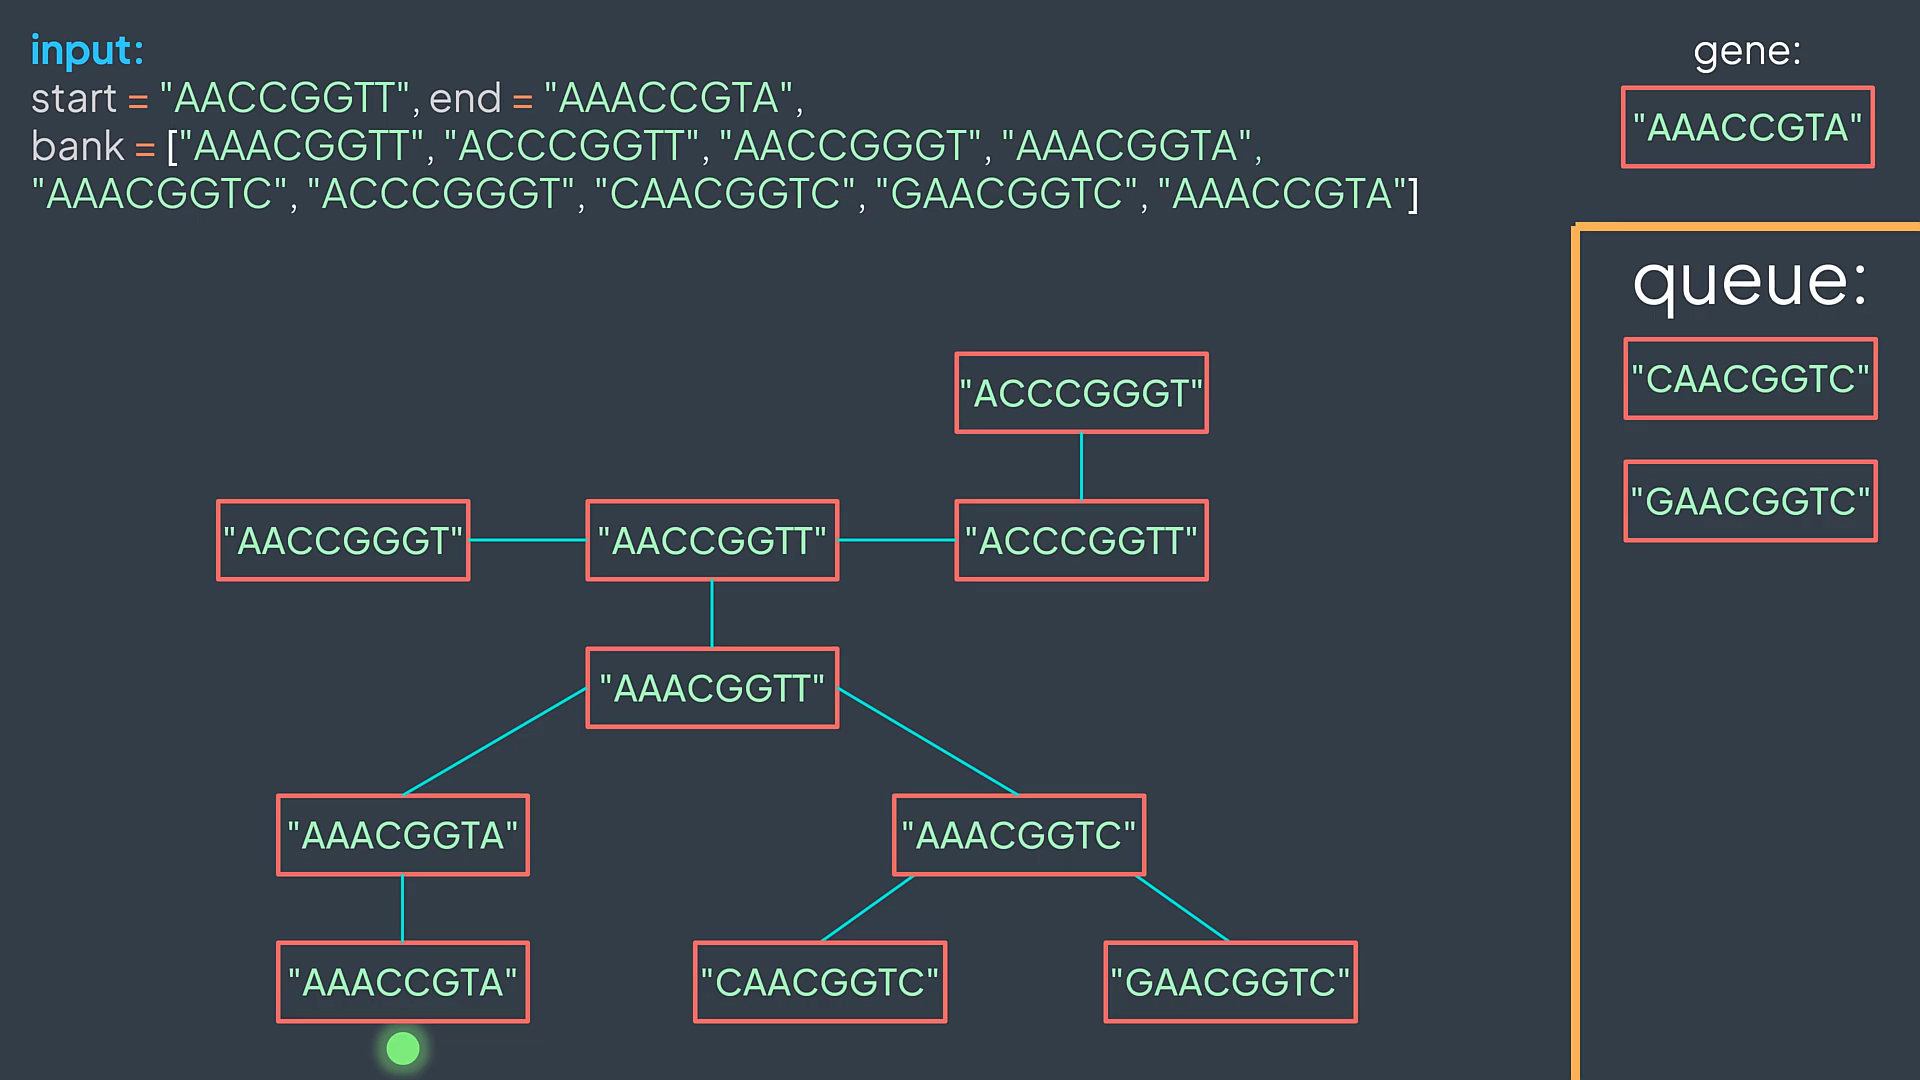 input:
start = "AACCGGTT", end = "AAACCGTA",
bank = ["AAACGGTT", "ACCCGGTT", "AACCGGGT", "AAACGGTA",
"AAACGGTC", "ACCCGGGT", "CAACGGTC", "GAACGGTC", "AAACCGTA"]
gene:
"AAACCGTA"
queue:
"CAACGGTC"
"GAACGGTC"
"ACCCGGGT"
"AACCGGGT"
"AACCGGTT"
"ACCCGGTT"
"AAACGGTT"
"AAACGGTA"
"AAACGGTC"
"AAACCGTA"
"CAACGGTC"
"GAACGGTC"